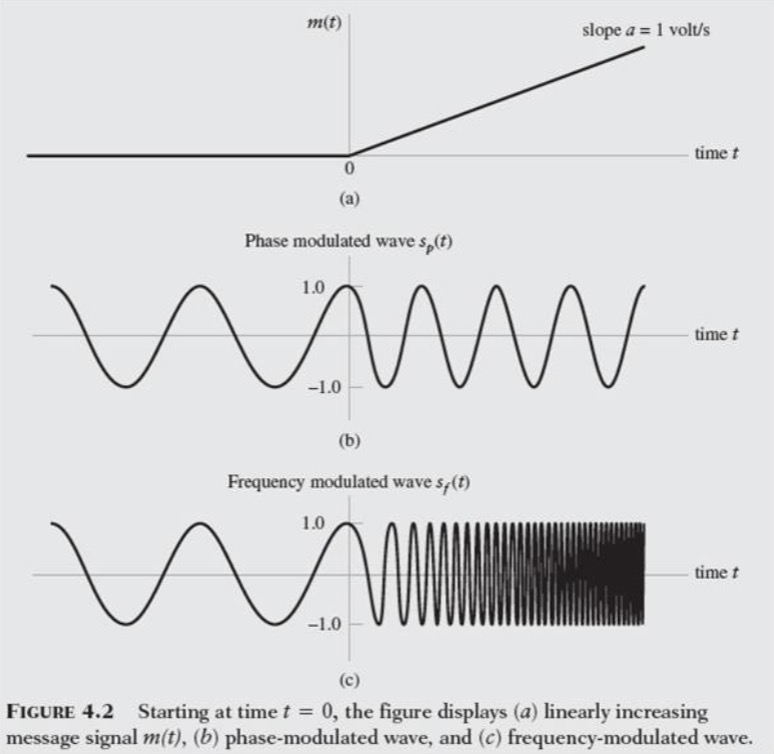 m(t)
slope a = 1 volt/s
time t
0
(a)
Phase modulated wave sp(t)
1.0
time t
−1.0
(b)
Frequency modulated wave sf(t)
1.0
time t
−1.0
(c)
FIGURE 4.2 Starting at time t = 0, the figure displays (a) linearly increasing
message signal m(t), (b) phase-modulated wave, and (c) frequency-modulated wave.